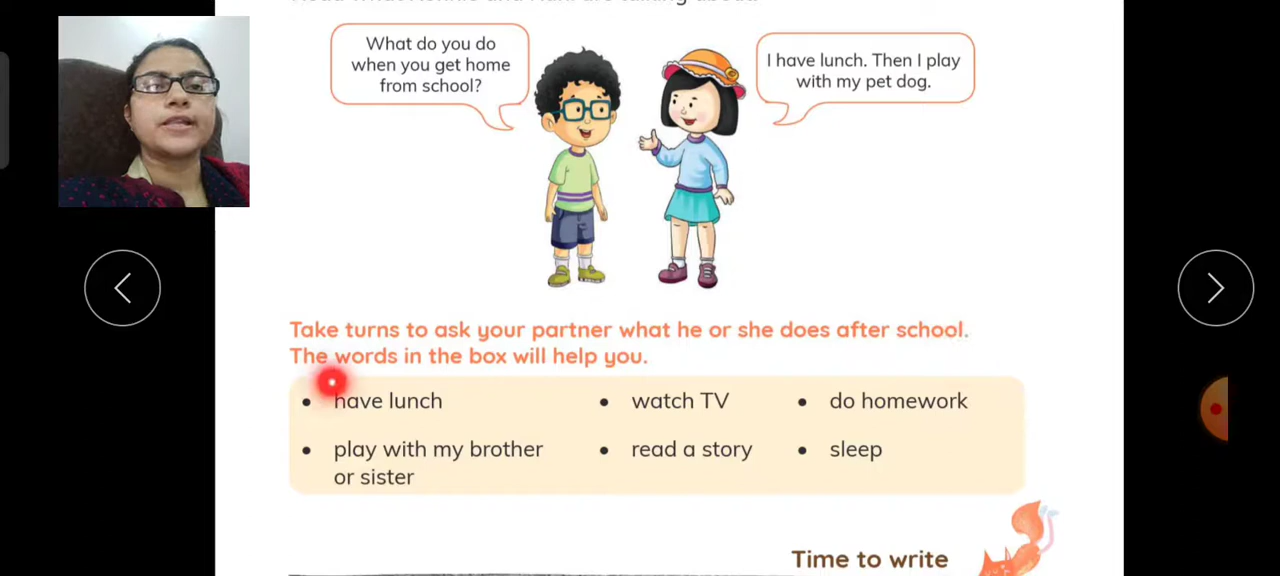 What do you do
when you get home
from school?
I have lunch. Then I play
with my pet dog.
Take turns to ask your partner what he or she does after school.
The words in the box will help you.
• have lunch
• watch TV
• do homework
• play with my brother
or sister
• read a story
• sleep
Time to write